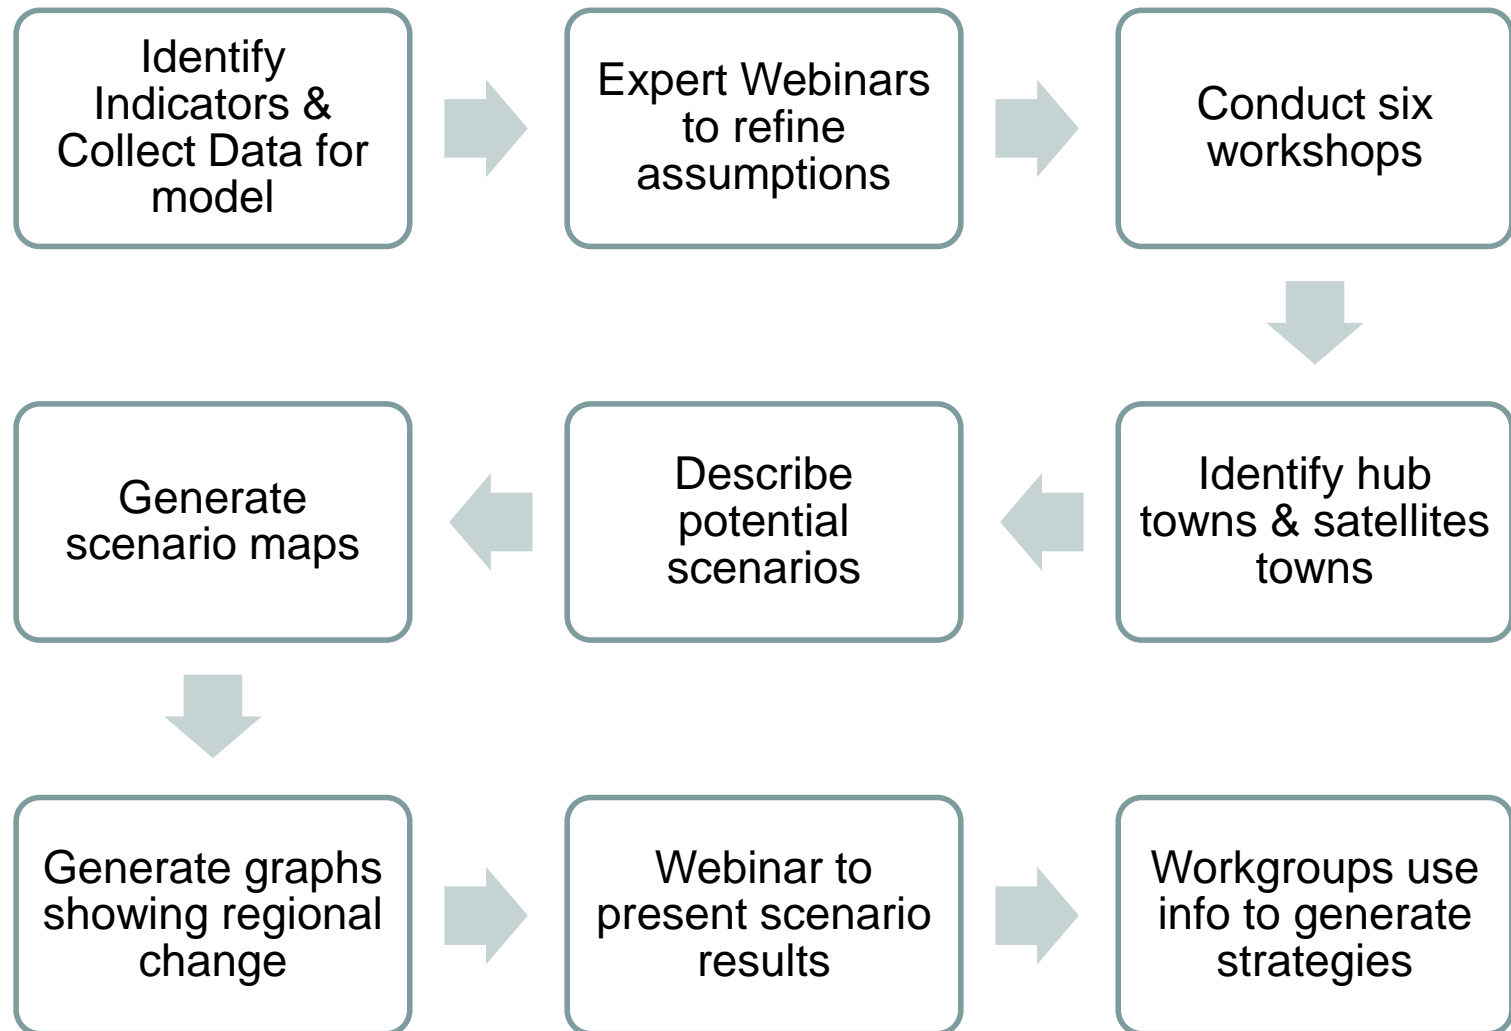 Identify
Indicators &
Collect Data for
model
Expert Webinars
to refine
assumptions
Conduct six
workshops
Identify hub
towns & satellites
towns
Describe
potential
scenarios
Generate
scenario maps
Generate graphs
showing regional
change
Webinar to
present scenario
results
Workgroups use
info to generate
strategies